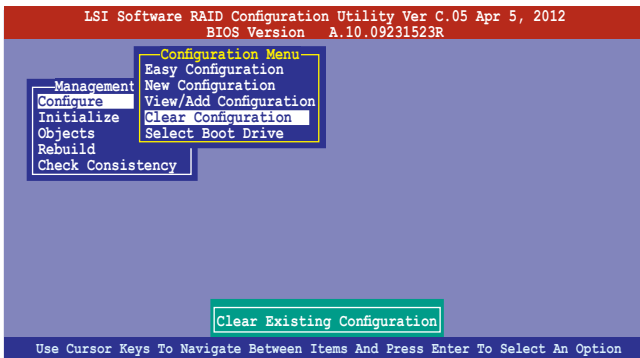 LSI Software RAID Configuration Utility Ver C.05 Apr 5, 2012
BIOS Version A.10.09231523R
Configuration Menu
Easy Configuration
New Configuration
View/Add Configuration
Clear Configuration
Select Boot Drive
Management
Configure
Initialize
Objects
Rebuild
Check Consistency
Clear Existing Configuration
Use Cursor Keys To Navigate Between Items And Press Enter To Select An Option